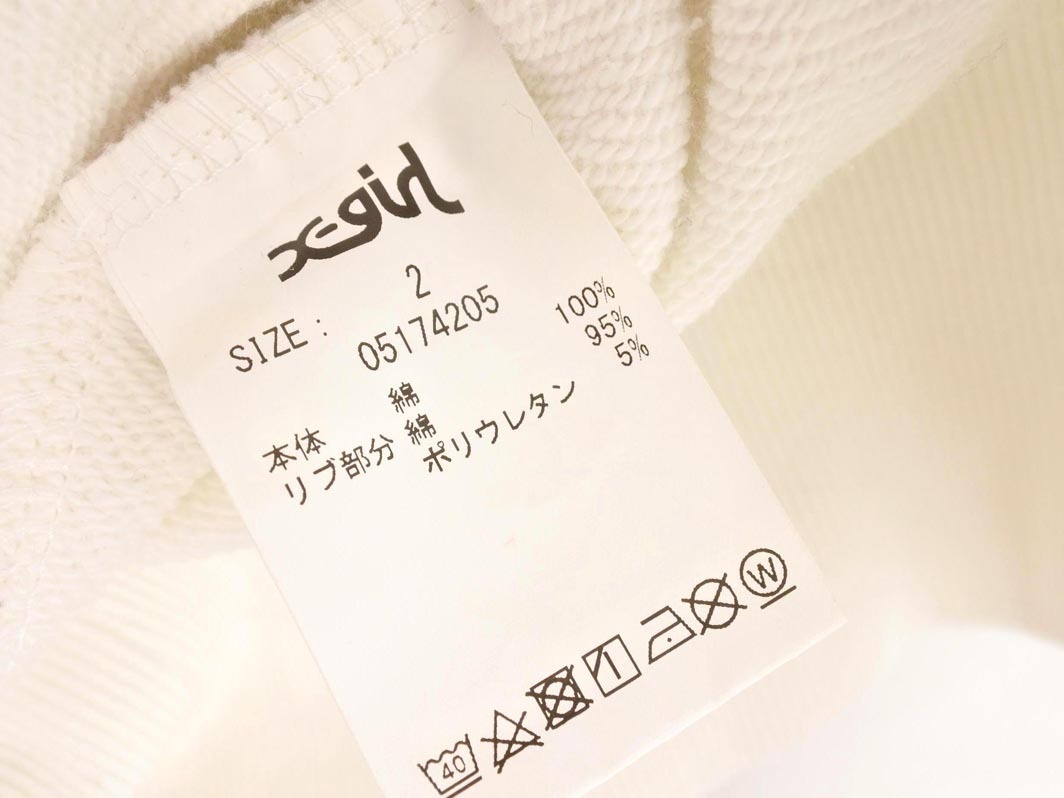 X-girl
SIZE : 2
05174205
本体 綿 100%
リブ部分 綿 95%
ポリウレタン 5%
40
W